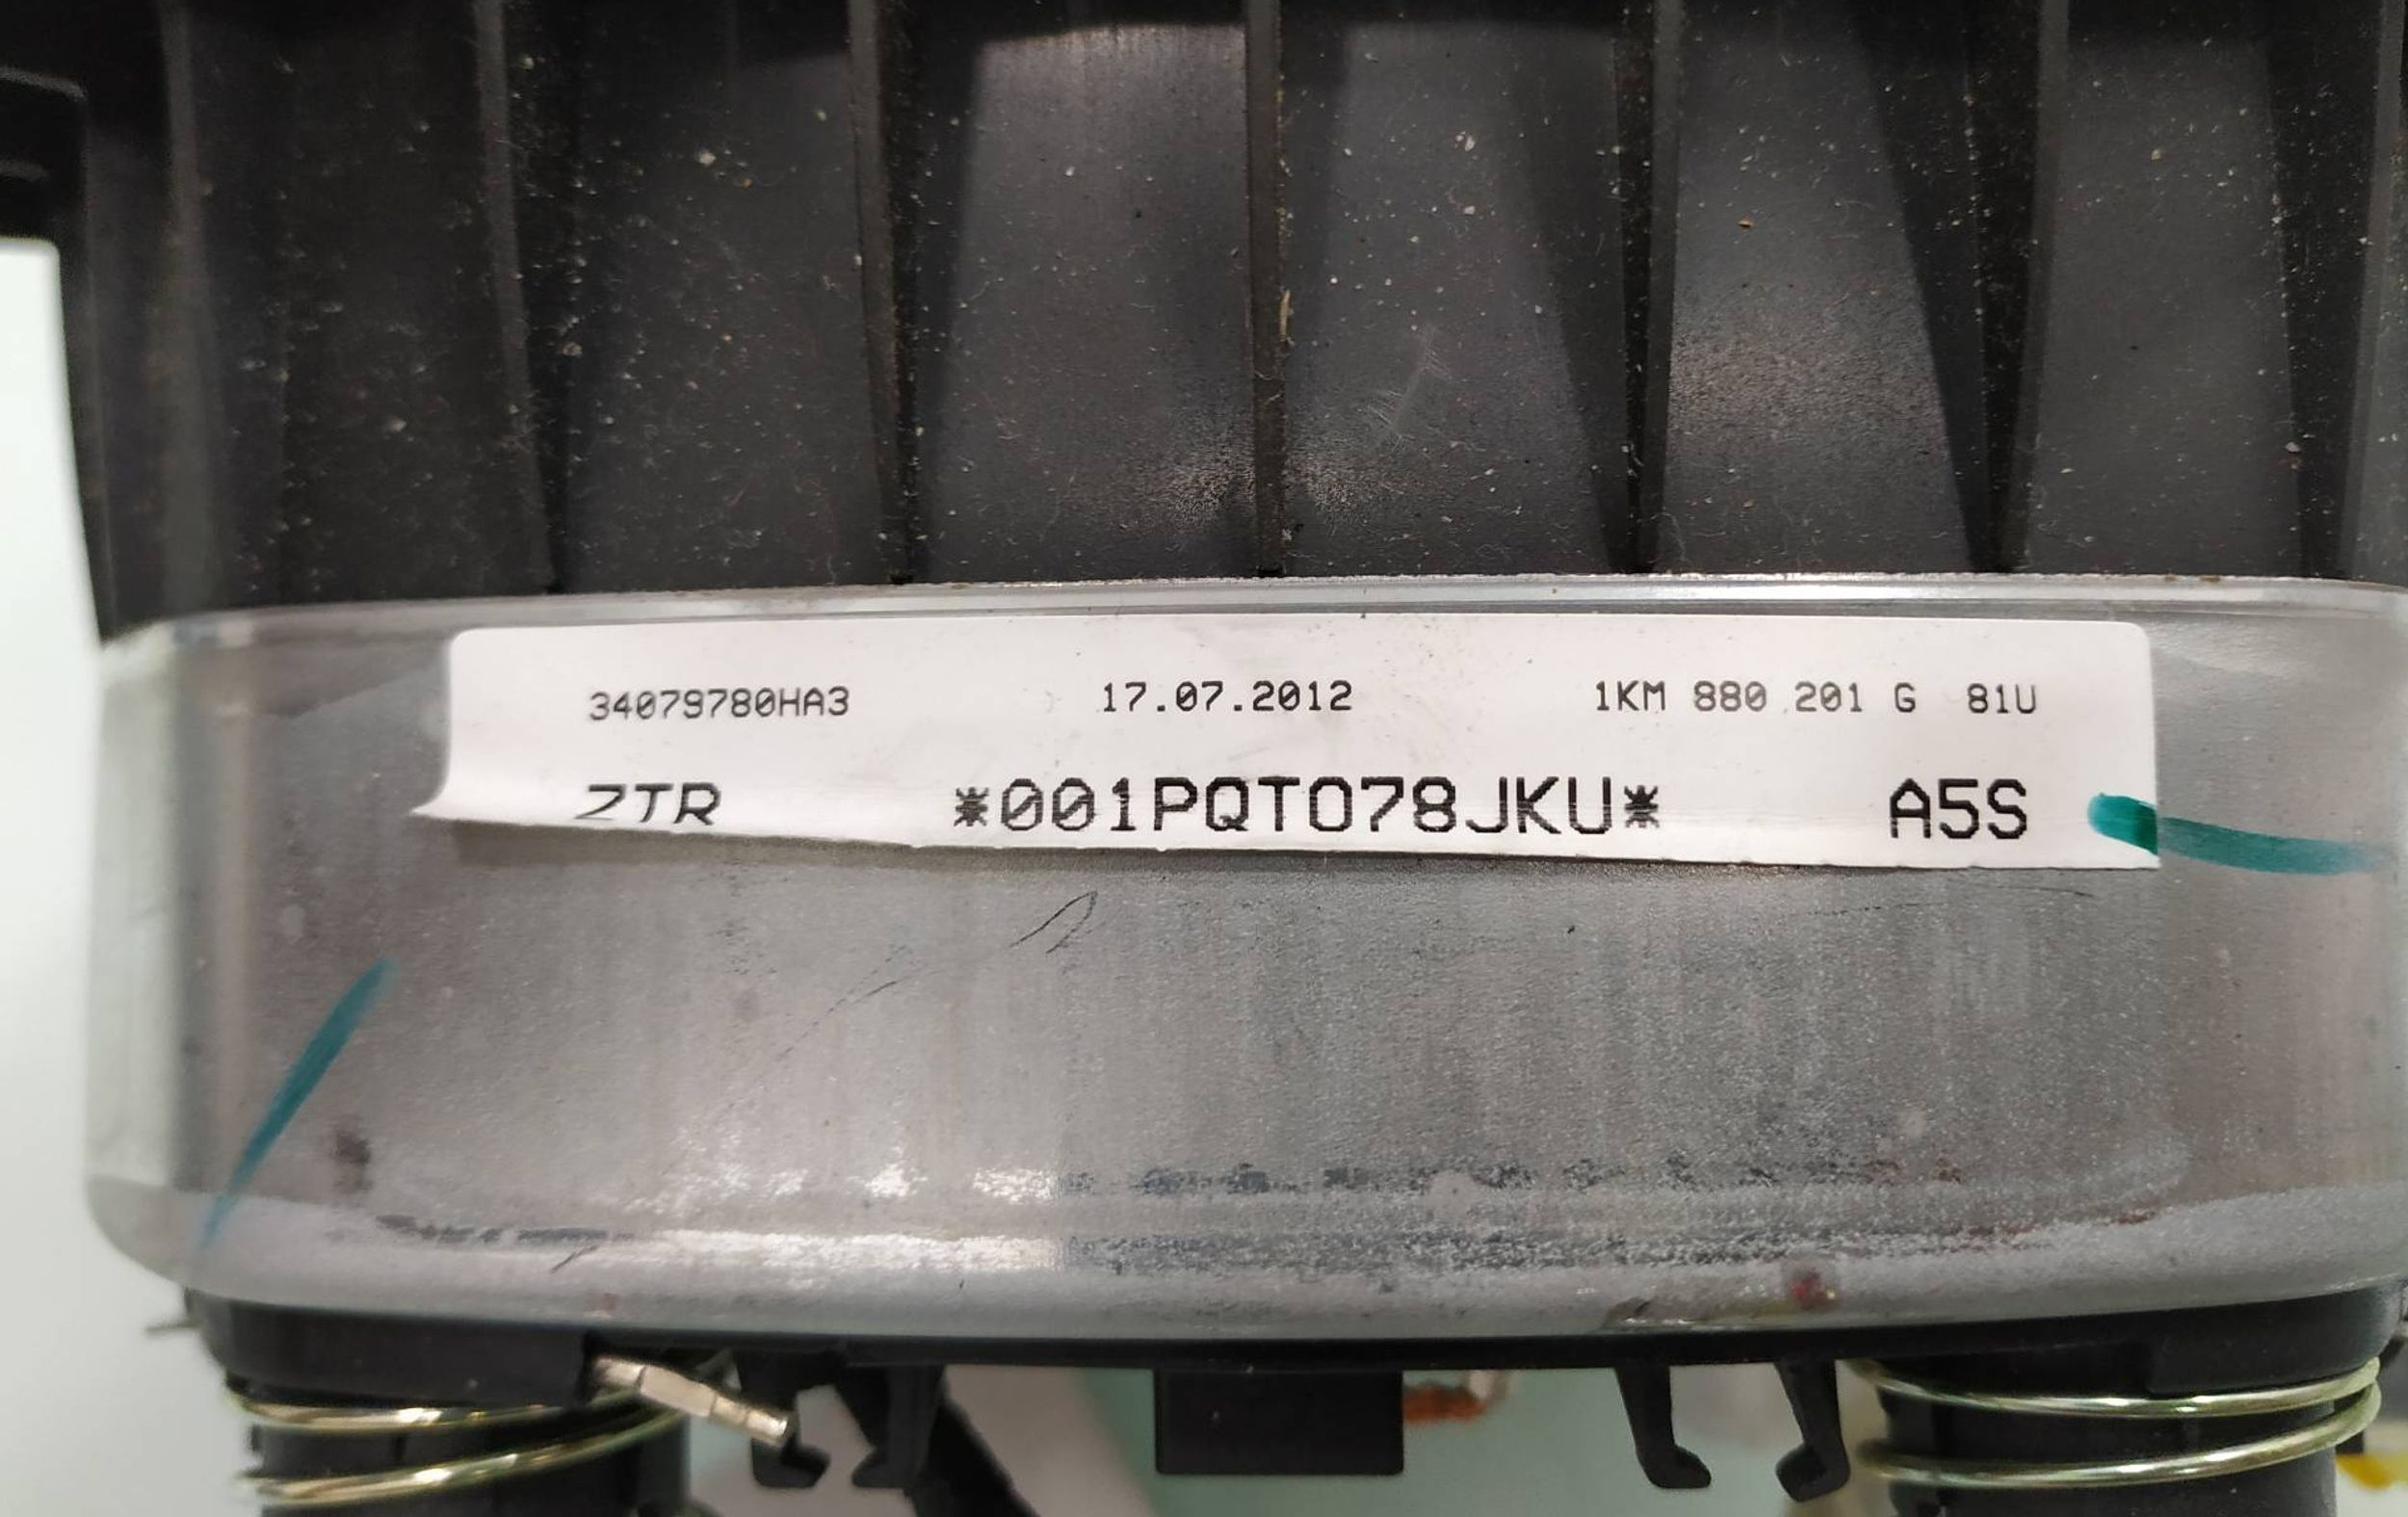 34079780HA3 17.07.2012 1KM 880 201 G 81U
ZTR *001PQT078JKU* A5S